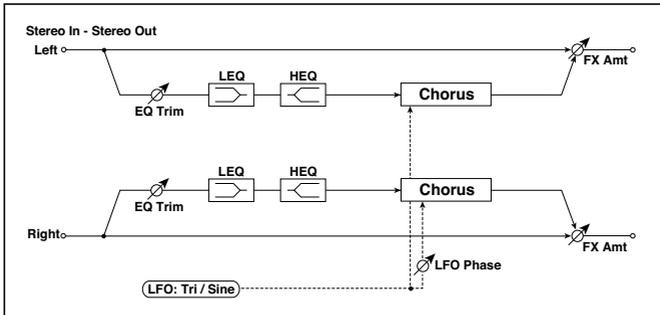 Stereo In - Stereo Out
Left
FX Amt
LEQ
HEQ
Chorus
EQ Trim
LEQ
HEQ
Chorus
EQ Trim
Right
FX Amt
LFO Phase
LFO: Tri / Sine